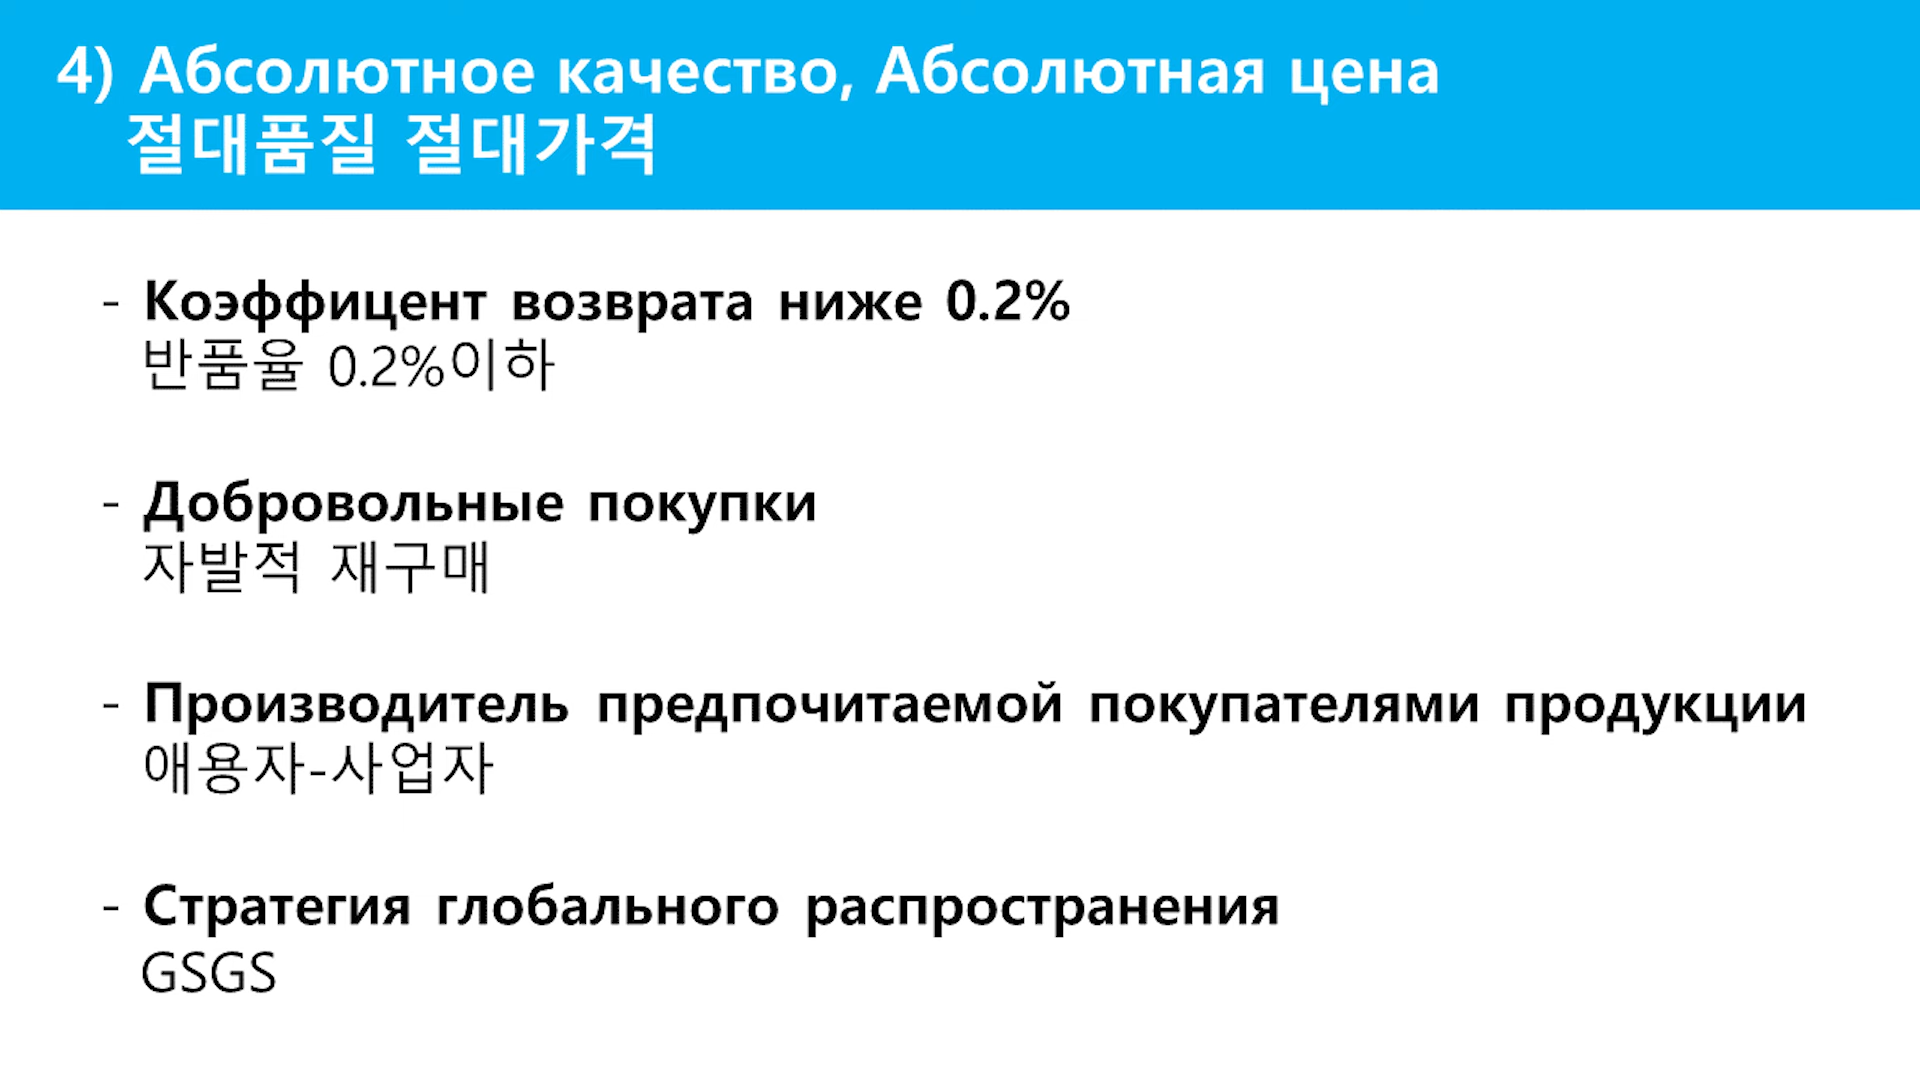 4) Абсолютное качество, Абсолютная цена
절대품질 절대가격
- Коэффицент возврата ниже 0.2%
반품율 0.2%이하
- Добровольные покупки
자발적 재구매
- Производитель предпочитаемой покупателями продукции
애용자-사업자
- Стратегия глобального распространения
GSGS